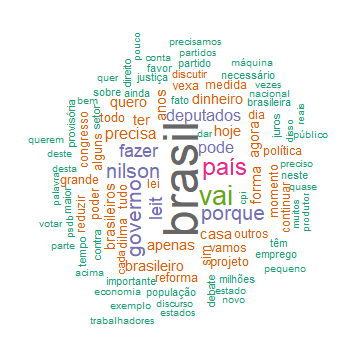 pouco
precisamos
partidos
conta
favor
partido
máquina
quer
direito
justiça
discutir
necessário
sobre
ainda
vexa
medida
vezes
nacional
bem
setor
quero
anos
fato
dinheiro
brasileira
provisória
todo
ter
deputados
dia
juros
disso
reais
congresso
alguns
precisa
dar
hoje
agora
público
querem
fazer
brasil
pode
política
deste
nilson
país
preciso
desta
grande
lei
vai
cpi
forma
momento
neste
palavra
maior
reduzir
poder
brasileiros
tudo
governo
leit
porque
continuar
quase
muitos
produtor
votar
psdb
dilma
casa
outros
parte
tempo
contra
cada
apenas
sim
vamos
têm
emprego
acima
brasileiro
projeto
pequeno
importante
reforma
milhões
economia
população
debate
estado
exemplo
discurso
novo
trabalhadores
estados